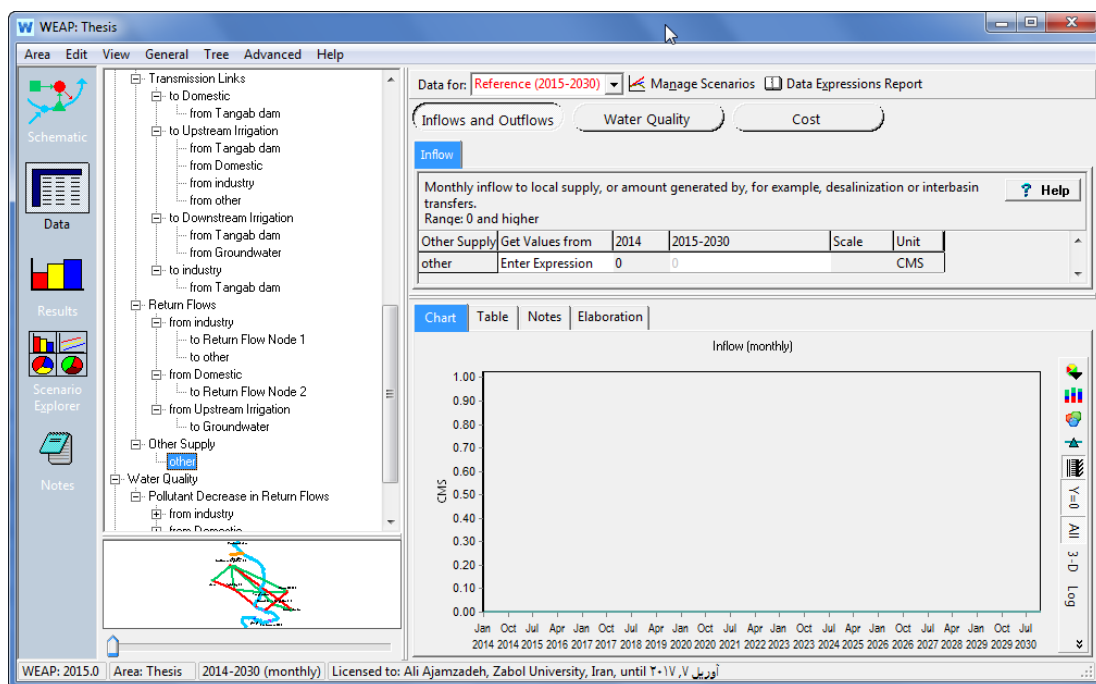 WEAP: Thesis
Area Edit View General Tree Advanced Help
Schematic
Data
Results
Scenario Explorer
Notes
Transmission Links
to Domestic
from Tangab dam
to Upstream Irrigation
from Tangab dam
from Domestic
from industry
from other
to Downstream Irrigation
from Tangab dam
from Groundwater
to industry
from Tangab dam
Return Flows
from industry
to Return Flow Node 1
to other
from Domestic
to Return Flow Node 2
from Upstream Irrigation
to Groundwater
Other Supply
other
Water Quality
Pollutant Decrease in Return Flows
from industry
from Domestic
Data for: Reference (2015-2030) Manage Scenarios Data Expressions Report
Inflows and Outflows Water Quality Cost
Inflow
Monthly inflow to local supply, or amount generated by, for example, desalinization or interbasin
transfers.
Range: 0 and higher
? Help
Other Supply Get Values from 2014 2015-2030 Scale Unit
other Enter Expression 0 0 CMS
Chart Table Notes Elaboration
Inflow (monthly)
1.00
0.90
0.80
0.70
0.60
0.50
0.40
0.30
0.20
0.10
0.00
CMS
Jan Oct Jul Apr Jan Oct Jul Apr Jan Oct Jul Apr Jan Oct Jul Apr Jan Oct Jul Apr Jan Oct Jul
2014 2014 2015 2016 2017 2017 2018 2019 2020 2020 2021 2022 2023 2023 2024 2025 2026 2026 2027 2028 2029 2029 2030
Y=0
All
3-D
Log
WEAP: 2015.0 Area: Thesis 2014-2030 (monthly) Licensed to: Ali Ajamzadeh, Zabol University, Iran, until آوریل ۷, ۲۰۱۷